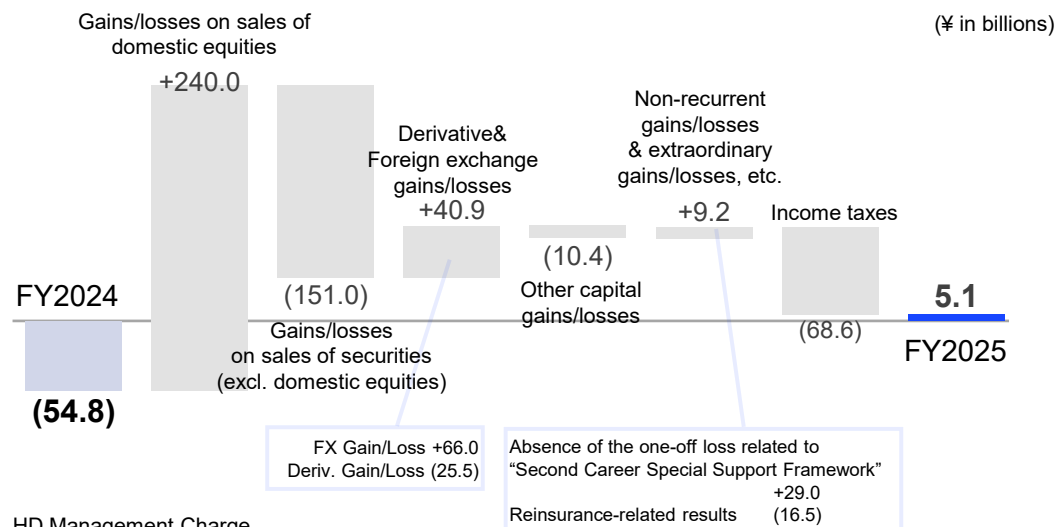 Gains/losses on sales of
domestic equities
+240.0
(¥ in billions)
Derivative&
Foreign exchange
gains/losses
+40.9
Non-recurrent
gains/losses
& extraordinary
gains/losses, etc.
+9.2
Income taxes
(10.4)
Other capital
gains/losses
(151.0)
Gains/losses
on sales of securities
(excl. domestic equities)
FY2024
(54.8)
(68.6)
5.1
FY2025
FX Gain/Loss +66.0
Deriv. Gain/Loss (25.5)
Absence of the one-off loss related to
“Second Career Special Support Framework”
+29.0
Reinsurance-related results (16.5)
HD Management Charge